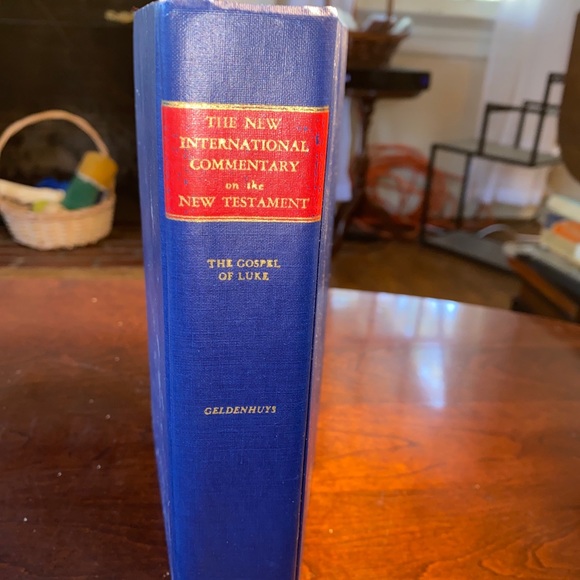 THE NEW
INTERNATIONAL
COMMENTARY
on the
NEW TESTAMENT
THE GOSPEL
OF LUKE
GELDENHUYS